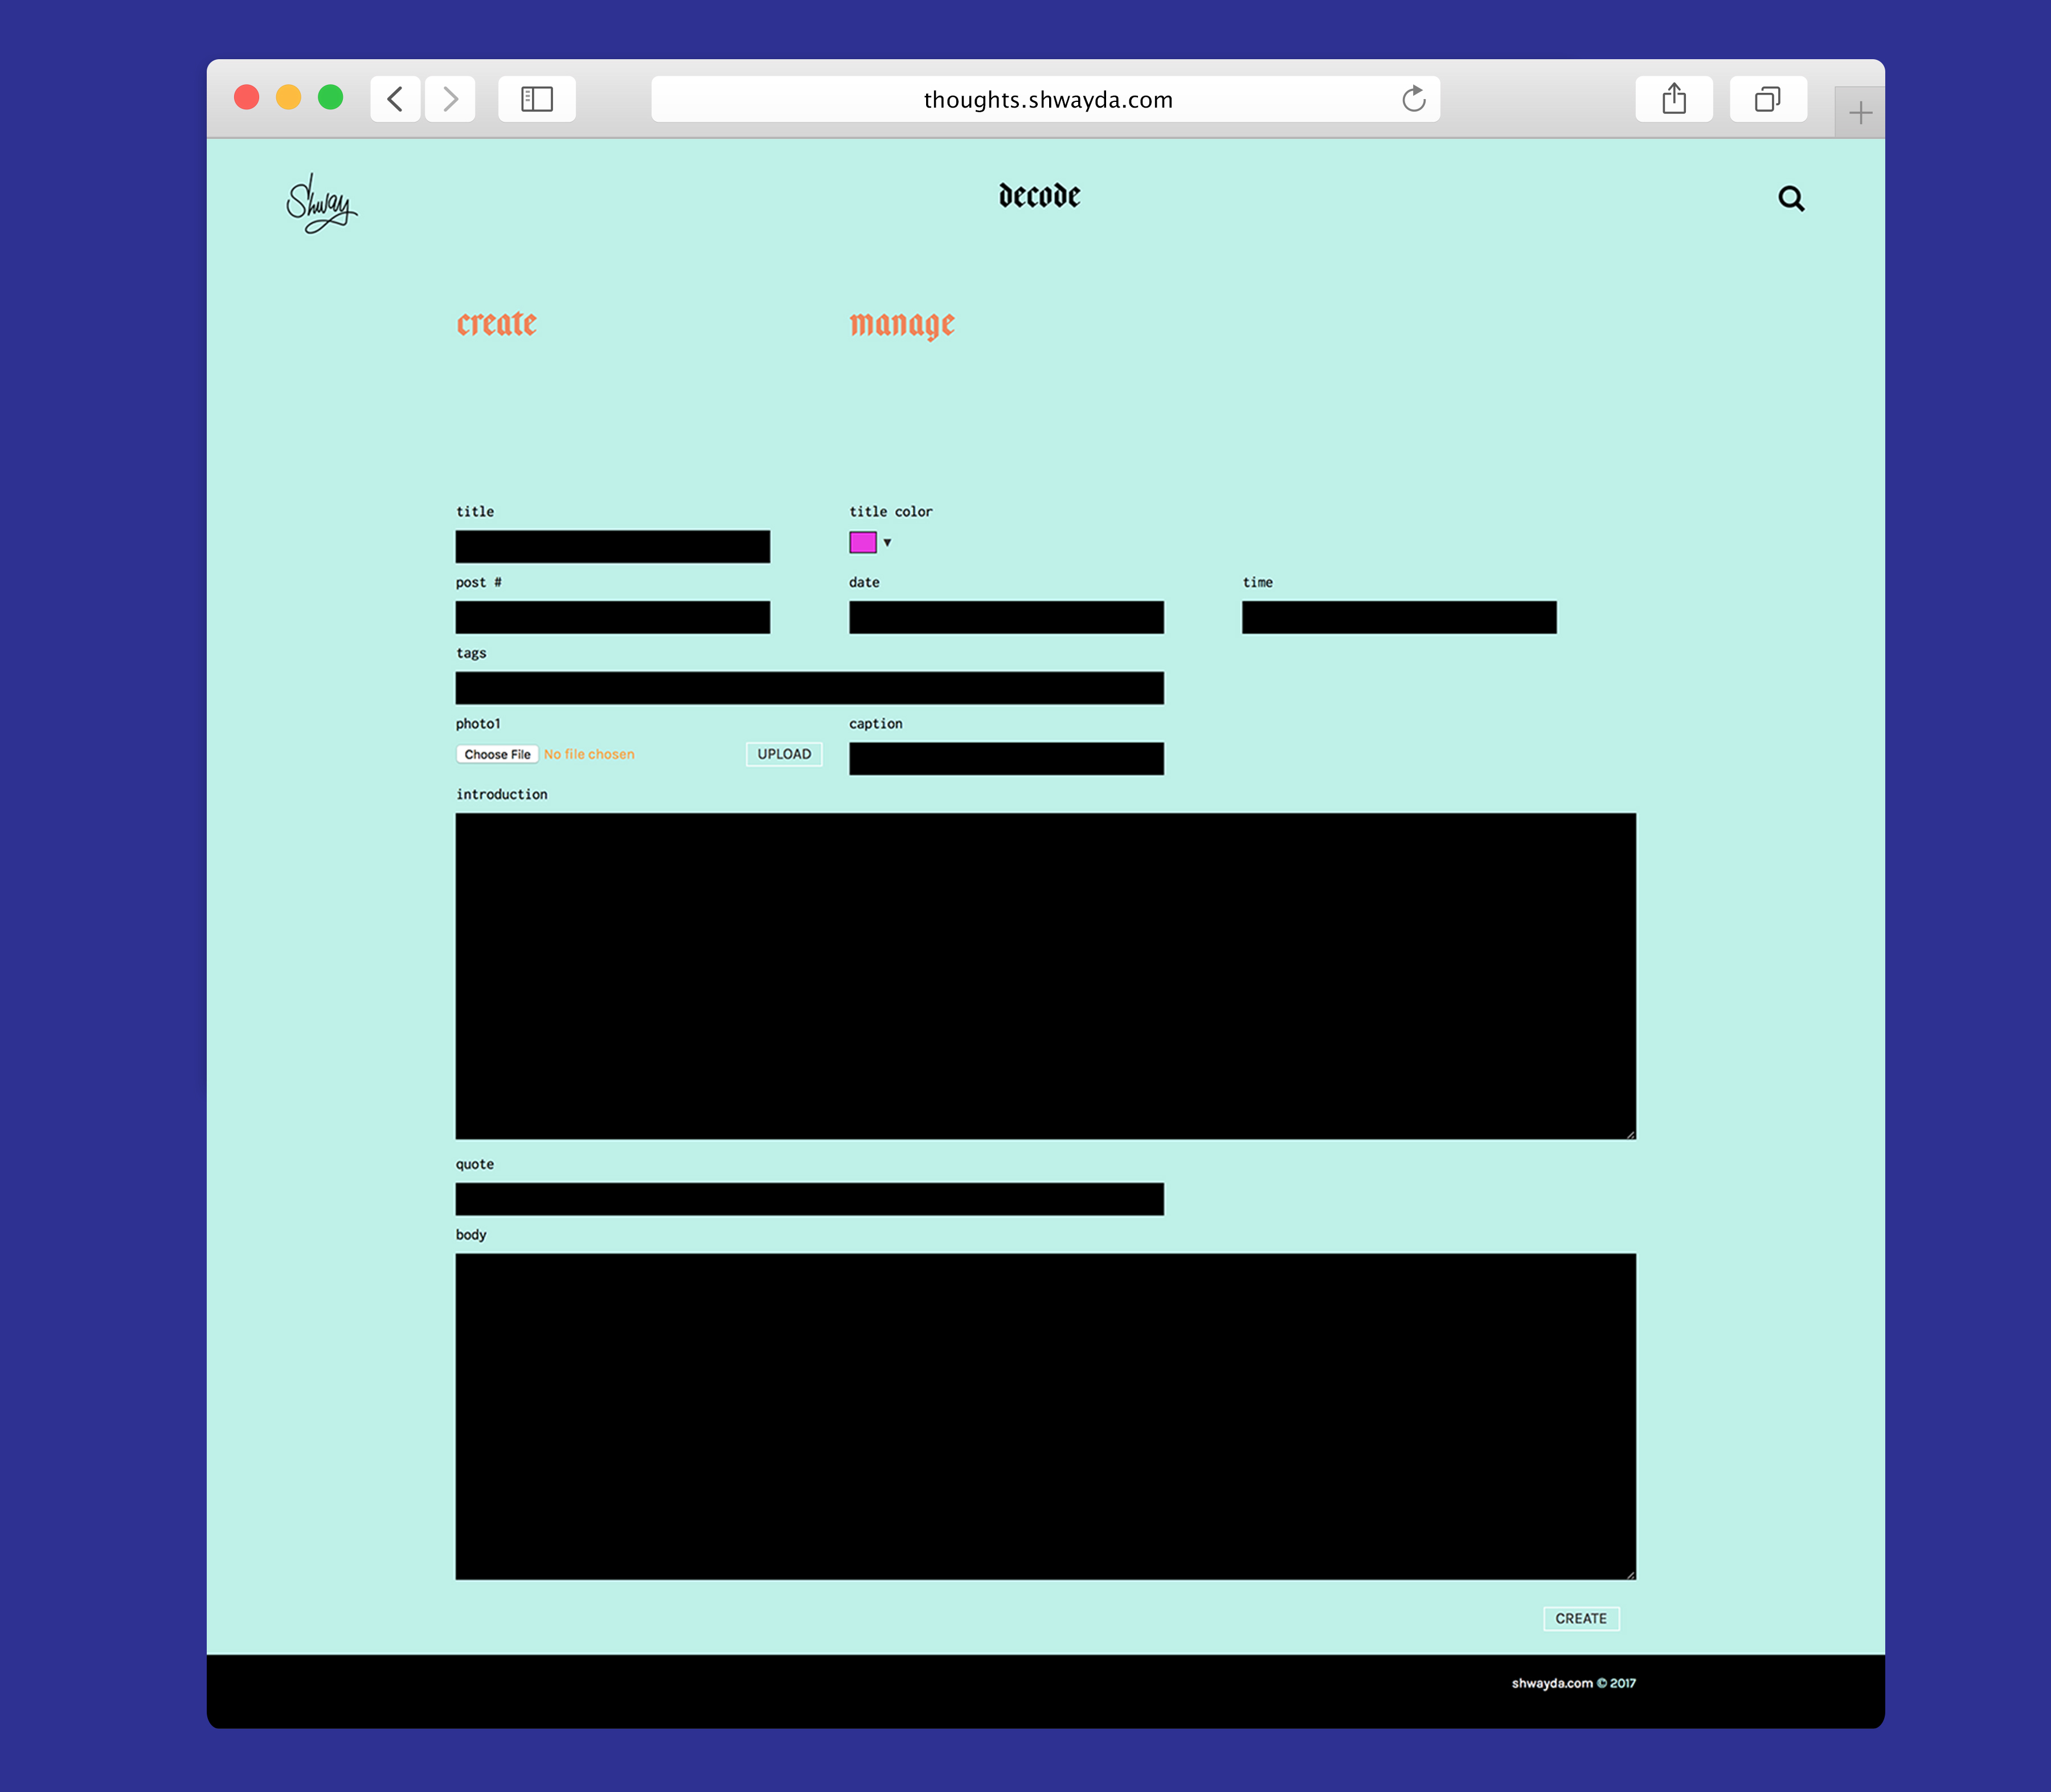 thoughts.shwayda.com
Shway
decode
create manage
title title color
post # date time
tags
photo1 caption
Choose File No file chosen UPLOAD
introduction
quote
body
CREATE
shwayda.com © 2017